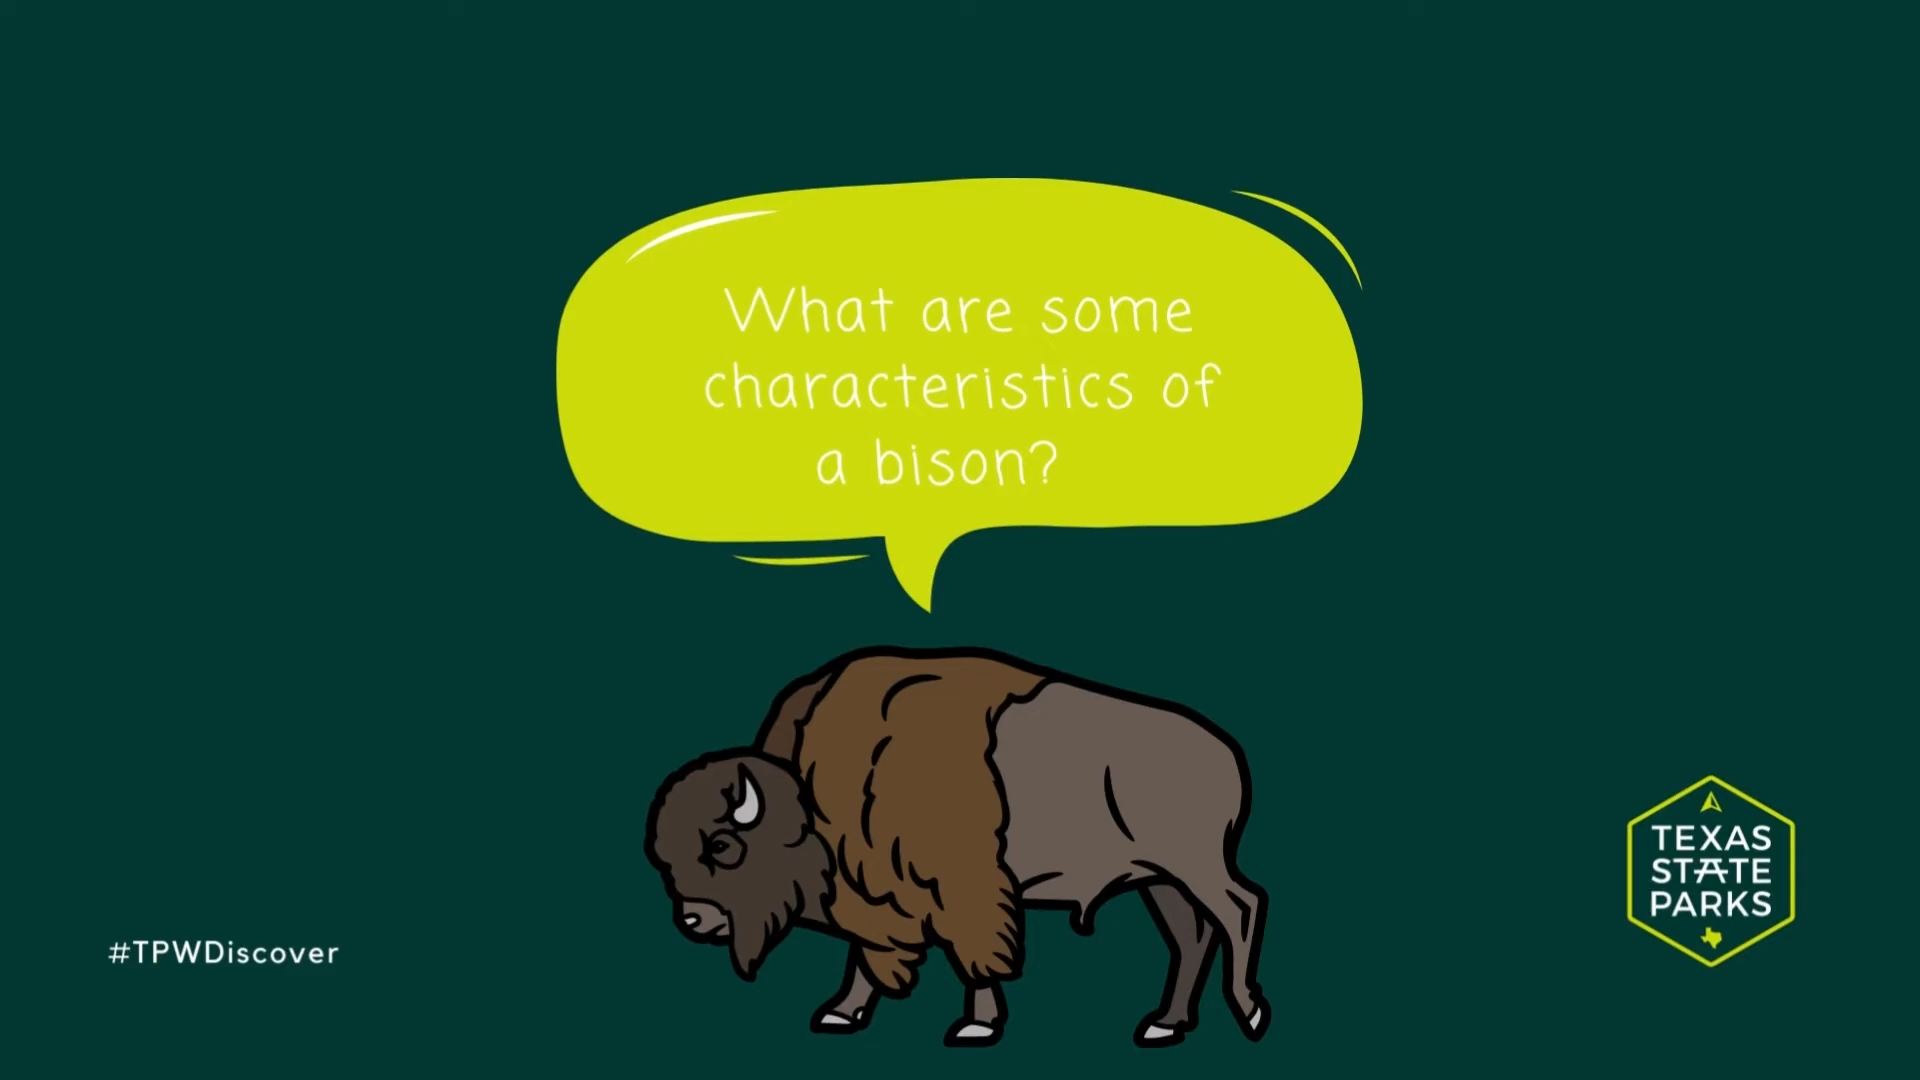 What are some
characteristics of
a bison?
#TPWDiscover
TEXAS
STATE
PARKS